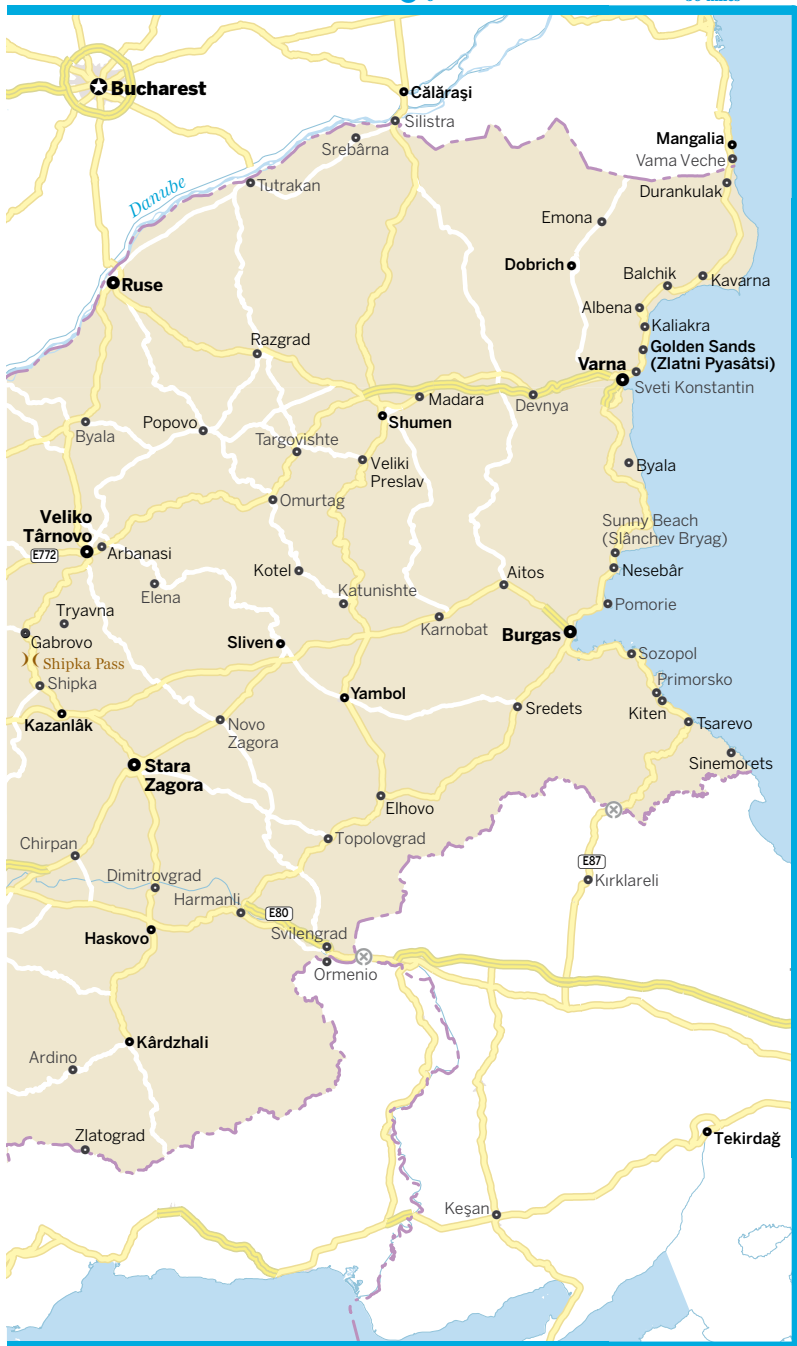 Bucharest
Călăraşi
Silistra
Srebârna
Mangalia
Vama Veche
Tutrakan
Durankulak
Danube
Emona
Dobrich
Balchik
Kavarna
Ruse
Albena
Kaliakra
Razgrad
Golden Sands
(Zlatni Pyasâtsi)
Varna
Sveti Konstantin
Madara
Devnya
Shumen
Popovo
Byala
Targovishte
Veliki
Preslav
Byala
Omurtag
Veliko
Târnovo
Sunny Beach
(Slânchev Bryag)
E772
Arbanasi
Kotel
Aitos
Nesebâr
Elena
Katunishte
Pomorie
Tryavna
Karnobat
Burgas
Gabrovo
Sliven
Sozopol
Shipka Pass
Shipka
Primorsko
Yambol
Kiten
Kazanlâk
Novo
Zagora
Sredets
Tsarevo
Stara
Zagora
Sinemorets
Elhovo
Topolovgrad
Chirpan
E87
Dimitrovgrad
Kırklareli
Harmanli
E80
Haskovo
Svilengrad
Ormenio
Kârdzhali
Ardino
Zlatograd
Tekirdağ
Keşan